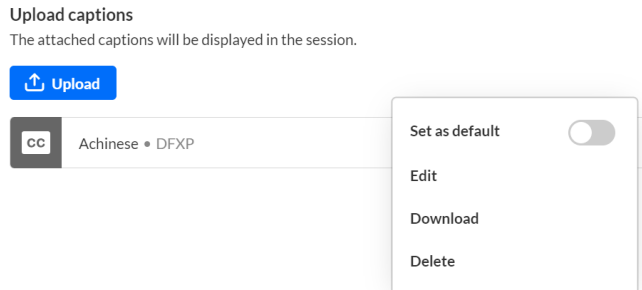 Upload captions
The attached captions will be displayed in the session.
Upload
CC Achinese • DFXP
Set as default
Edit
Download
Delete